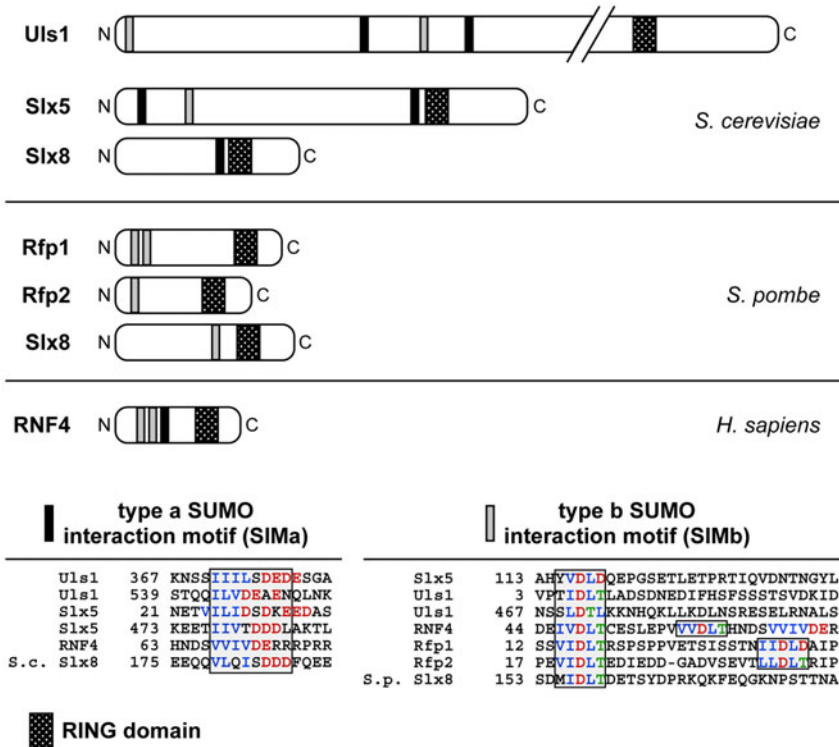 Uls1 N C
Slx5 N C
S. cerevisiae
Slx8 N C
Rfp1 N C
Rfp2 N C
S. pombe
Slx8 N C
RNF4 N C
H. sapiens
type a SUMO
interaction motif (SIMa)
Uls1 367 KNSSIIILSDEDESGA
Uls1 539 STQQILVDEAENQLNK
Slx5 21 NETVVILIDSDKEEDAS
Slx5 473 KEETIIVTDDDLAKTL
RNF4 63 HNDSVVIVDERRRPRR
S.c. Slx8 175 EEQQVLQISDDDFQEE
type b SUMO
interaction motif (SIMb)
Slx5 113 AHYVDLDQEPGSETLETPRTIQVDNTNGYL
Uls1 3 VPTIDLTLADSDNEDIFHSFSSSTSVDKID
Uls1 467 NSSLDTLKKNHQKLLKDLNSRESELRNALS
RNF4 44 DEIVDLTCESLEPVVVDLTHNDSVVIVDER
Rfp1 12 SSVIDLTRSPSPPVETSISSTNIIDLDAIP
Rfp2 17 PEVIDLTEDIEDD-GADVSEVTLLDLTRIP
S.p. Slx8 153 SDMIDLTDETSYDPRKQKFEQGKNPSTTNA
RING domain